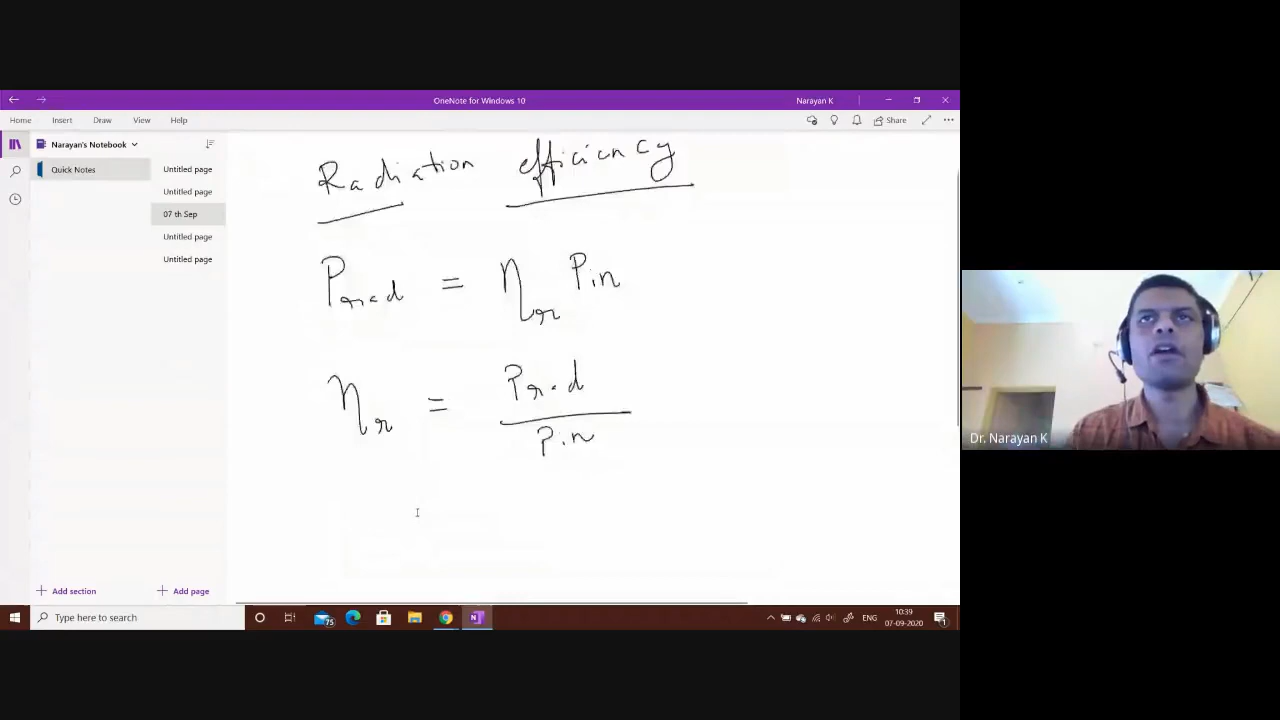 OneNote for Windows 10
Narayan K
Home Insert Draw View Help
Share
Narayan's Notebook
Quick Notes
Untitled page
Untitled page
07 th Sep
Untitled page
Untitled page
Radiation efficiency
Prad = ηr Pin
ηr = Prad / Pin
Dr. Narayan K
Add section
Add page
Type here to search
75
ENG
10:39
07-09-2020
1